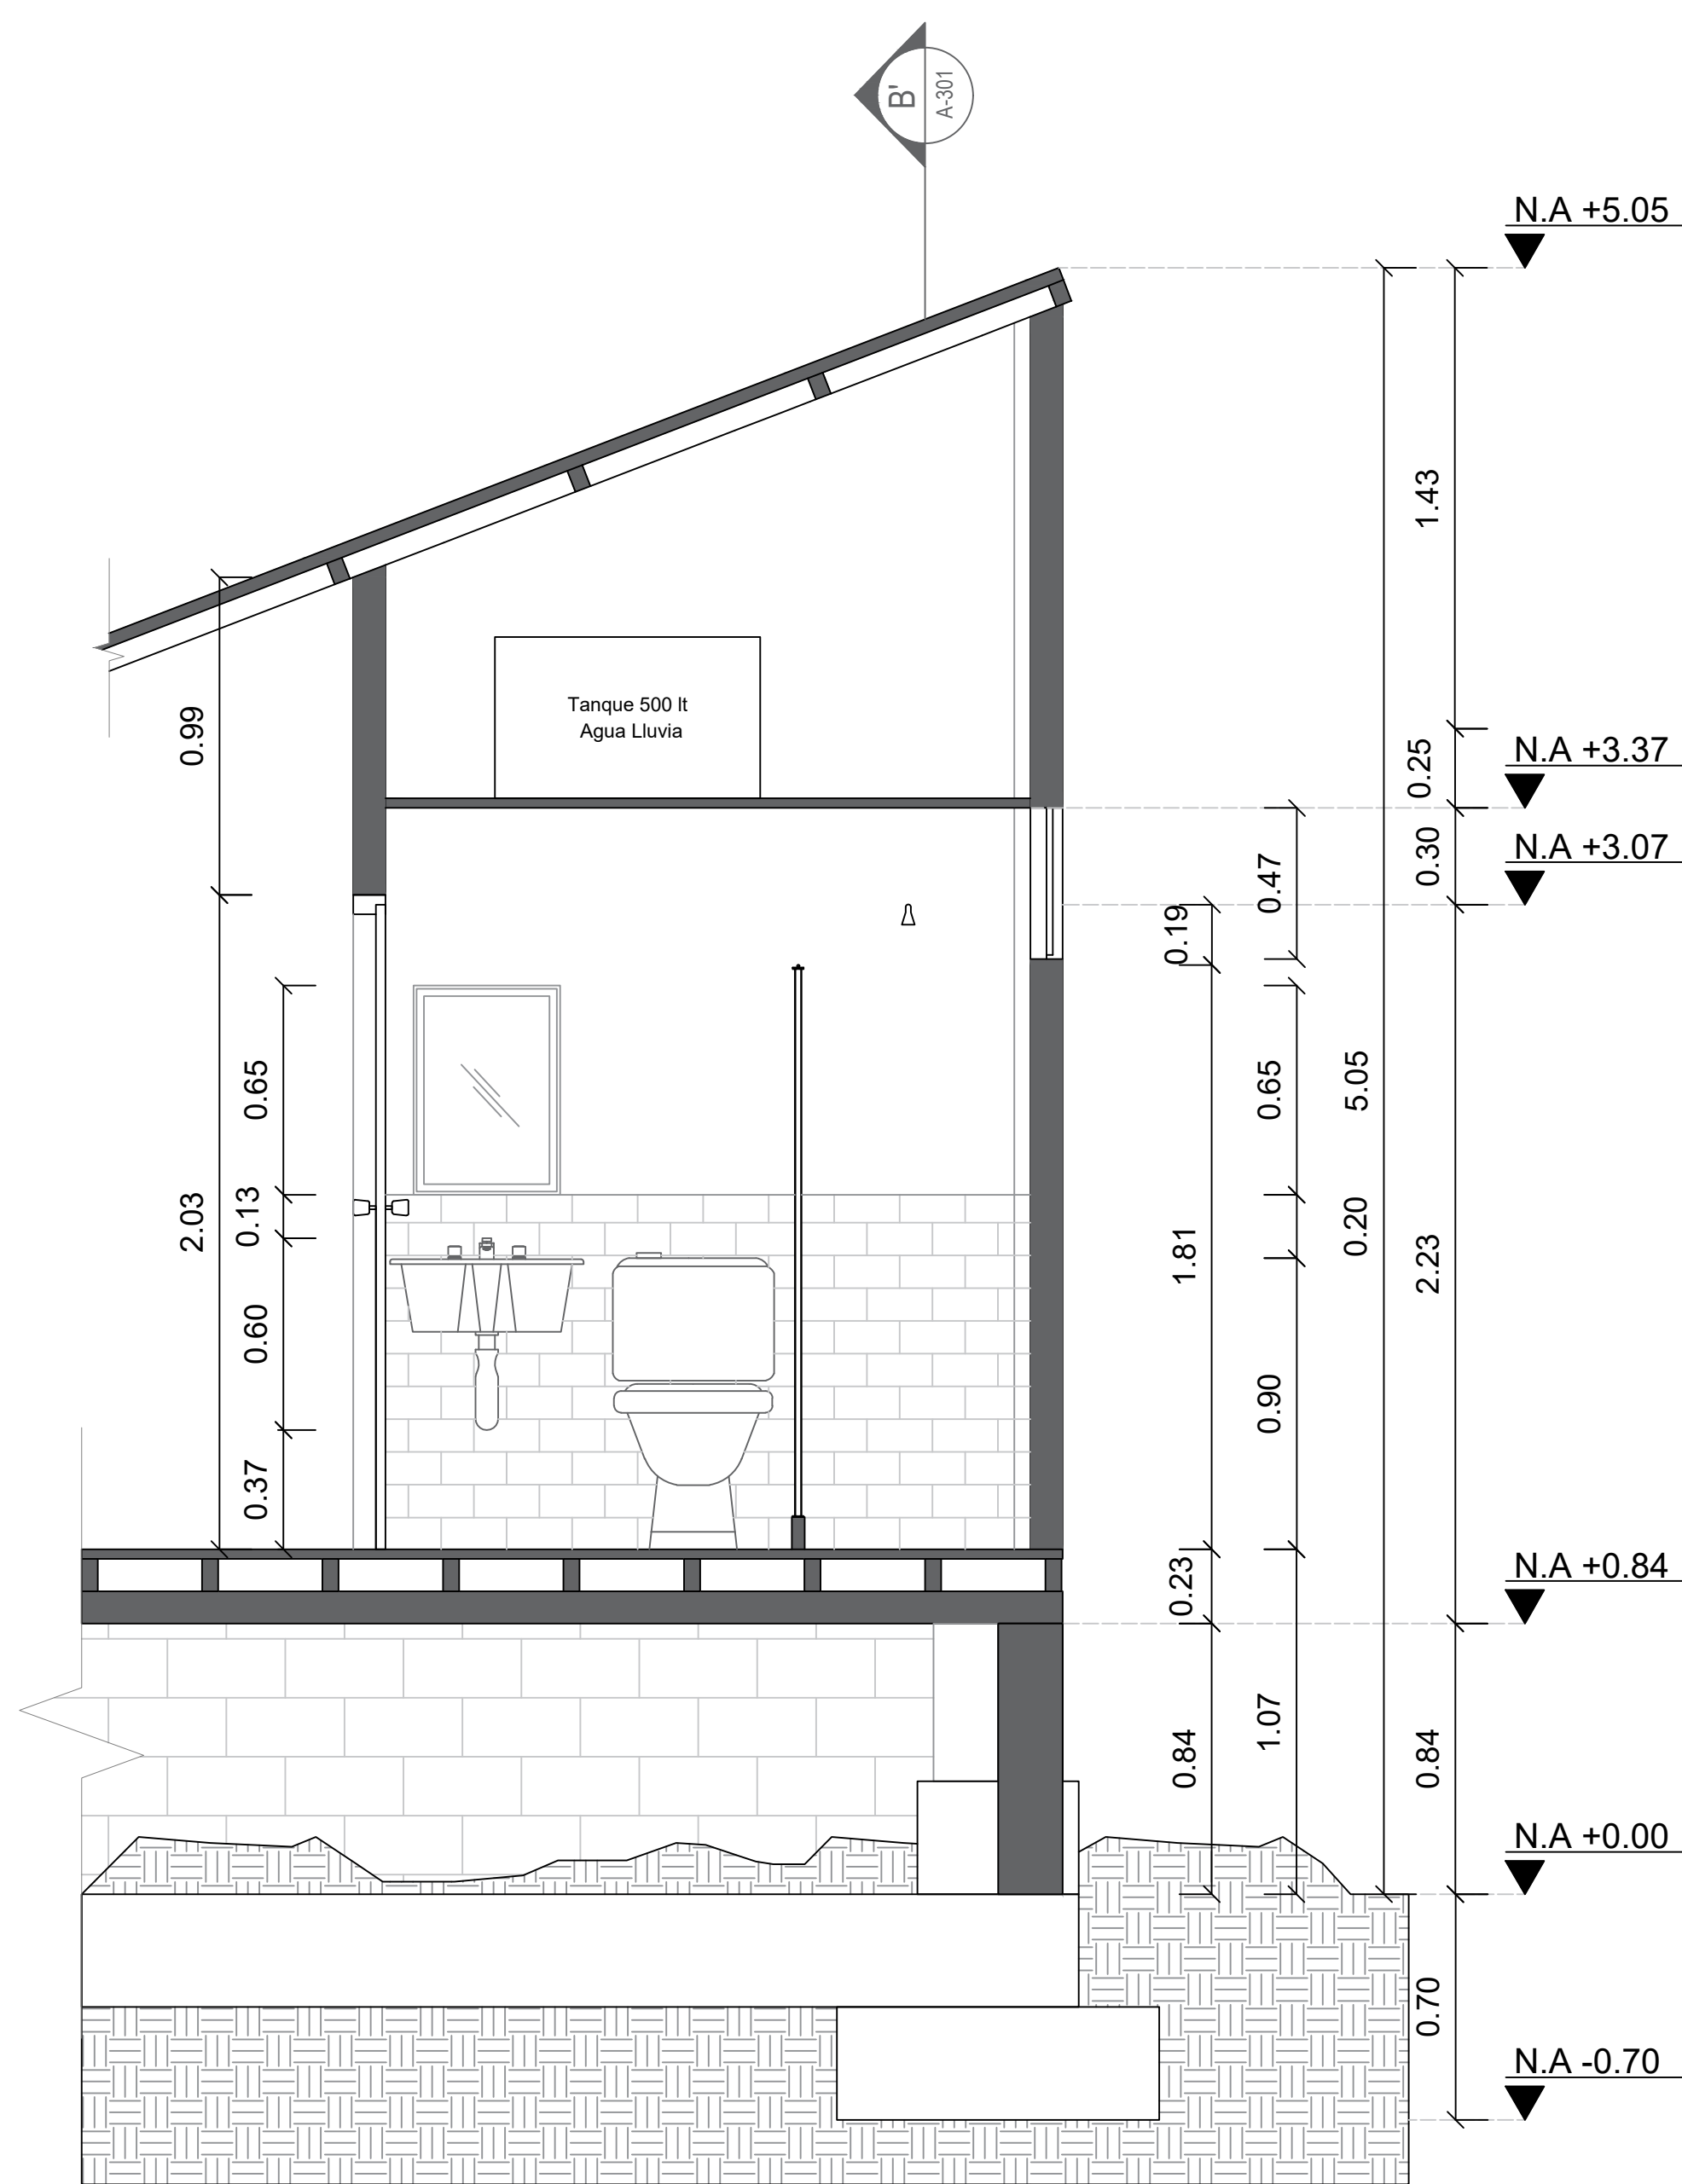 B'
A-301
N.A +5.05
1.43
Tanque 500 lt
Agua Lluvia
0.99
0.25
N.A +3.37
0.30
N.A +3.07
0.47
0.19
0.65
0.65
5.05
0.13
2.03
0.20
1.81
2.23
0.60
0.90
0.37
0.23
N.A +0.84
1.07
0.84
0.84
N.A +0.00
0.70
N.A -0.70